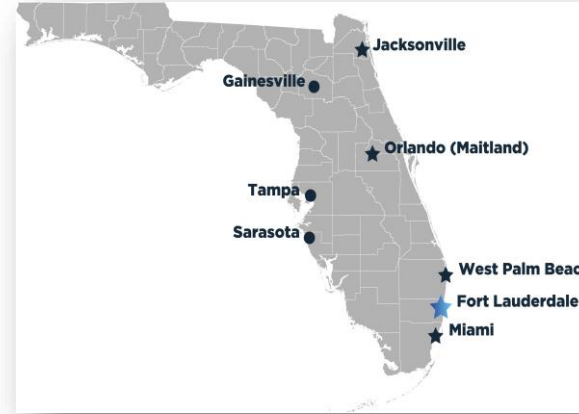 Jacksonville
Gainesville
Orlando (Maitland)
Tampa
Sarasota
West Palm Beac
Fort Lauderdale
Miami